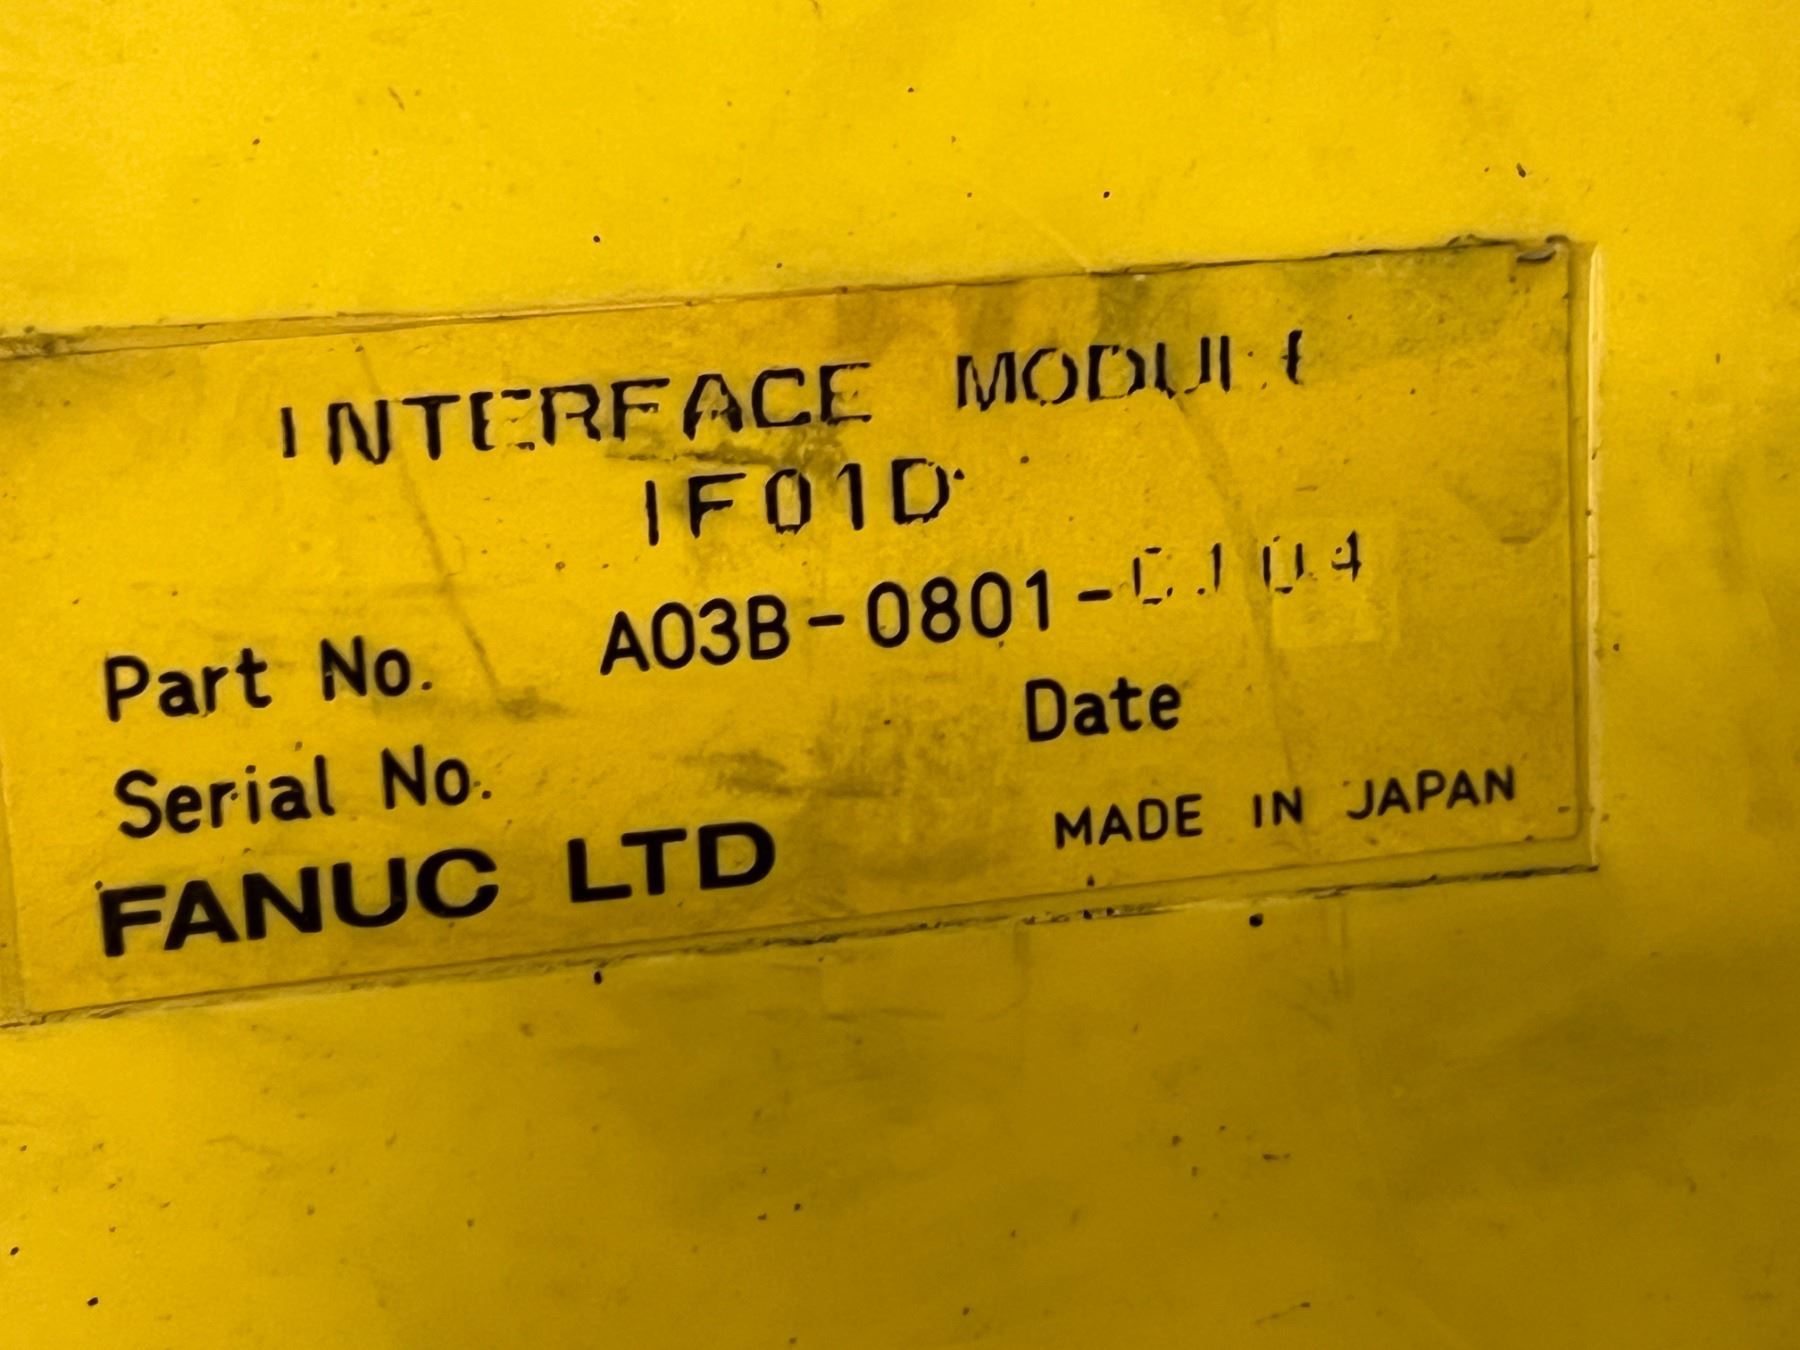 INTERFACE MODULE
IF01D
Part No. A03B-0801-C104
Date
Serial No.
FANUC LTD
MADE IN JAPAN